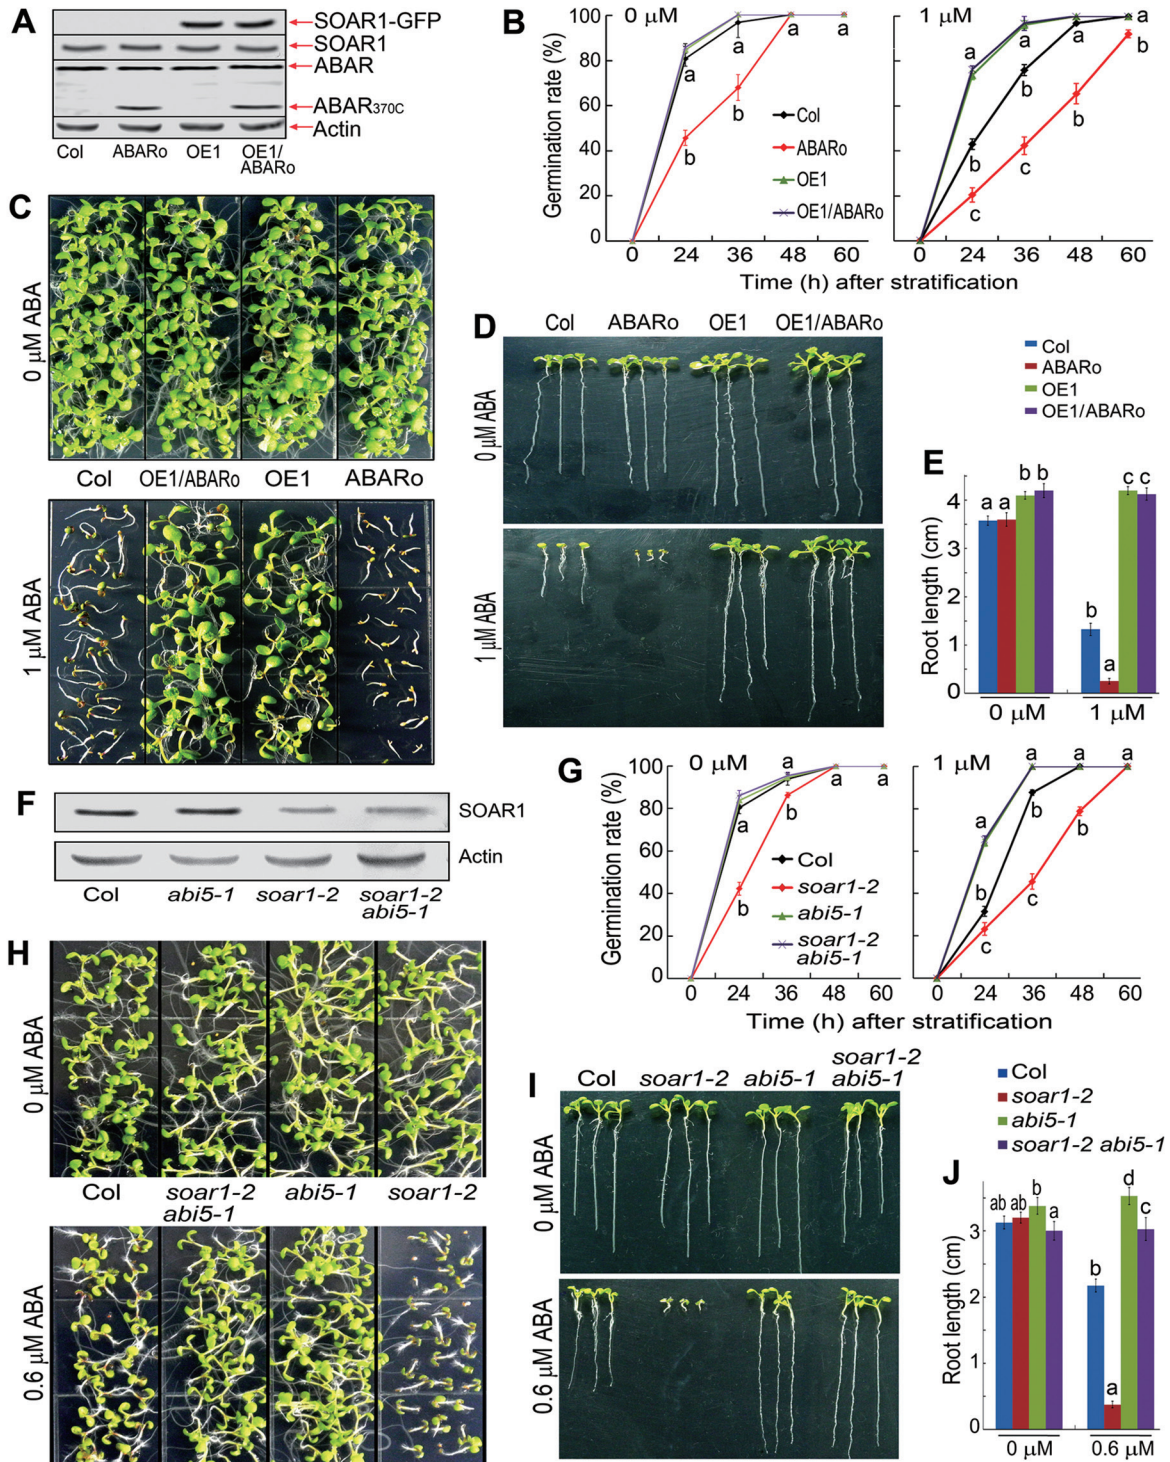 A
SOAR1-GFP
SOAR1
ABAR
ABAR370C
Actin
Col ABARo OE1 OE1/ABARo
B
0 μM
1 μM
Germination rate (%)
100
80
60
40
20
0
a a a a
b b
Col
ABARo
OE1
OE1/ABARo
a a a a
b b b b
c c
0 24 36 48 60
0 24 36 48 60
Time (h) after stratification
C
0 μM ABA
Col OE1/ABARo OE1 ABARo
1 μM ABA
D
Col ABARo OE1 OE1/ABARo
0 μM ABA
1 μM ABA
Col
ABARo
OE1
OE1/ABARo
E
Root length (cm)
4
3
2
1
0
a a b b
b a c c
0 μM 1 μM
F
SOAR1
Actin
Col abi5-1 soar1-2 soar1-2 abi5-1
G
0 μM
1 μM
Germination rate (%)
100
80
60
40
20
0
a a a a
b b
Col
soar1-2
abi5-1
soar1-2
abi5-1
a a a a
b b b
c c
0 24 36 48 60
0 24 36 48 60
Time (h) after stratification
H
0 μM ABA
Col soar1-2 abi5-1 abi5-1 soar1-2
0.6 μM ABA
I
Col soar1-2 abi5-1 soar1-2 abi5-1
0 μM ABA
0.6 μM ABA
Col
soar1-2
abi5-1
soar1-2 abi5-1
J
Root length (cm)
3
2
1
0
ab ab b a
b a d c
0 μM 0.6 μM